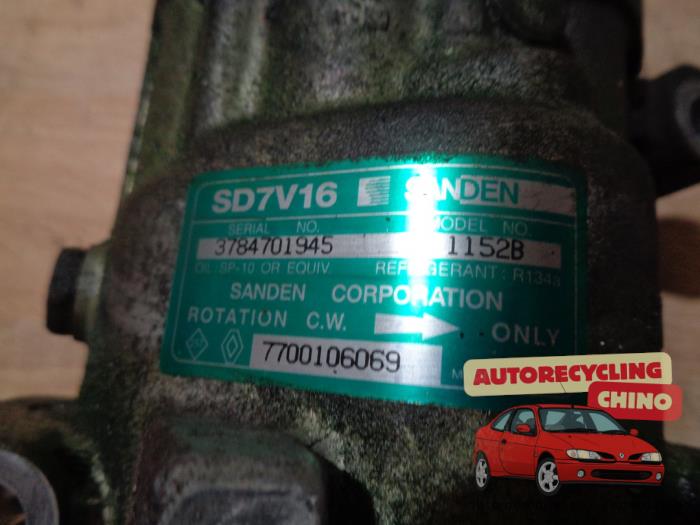 SD7V16 SANDEN
SERIAL NO. MODEL NO.
3784701945 1152B
OIL : SP-10 OR EQUIV. REFRIGERANT : R134a
SANDEN CORPORATION
ROTATION C.W. ONLY
7700106069
AUTORECYCLING
CHINO